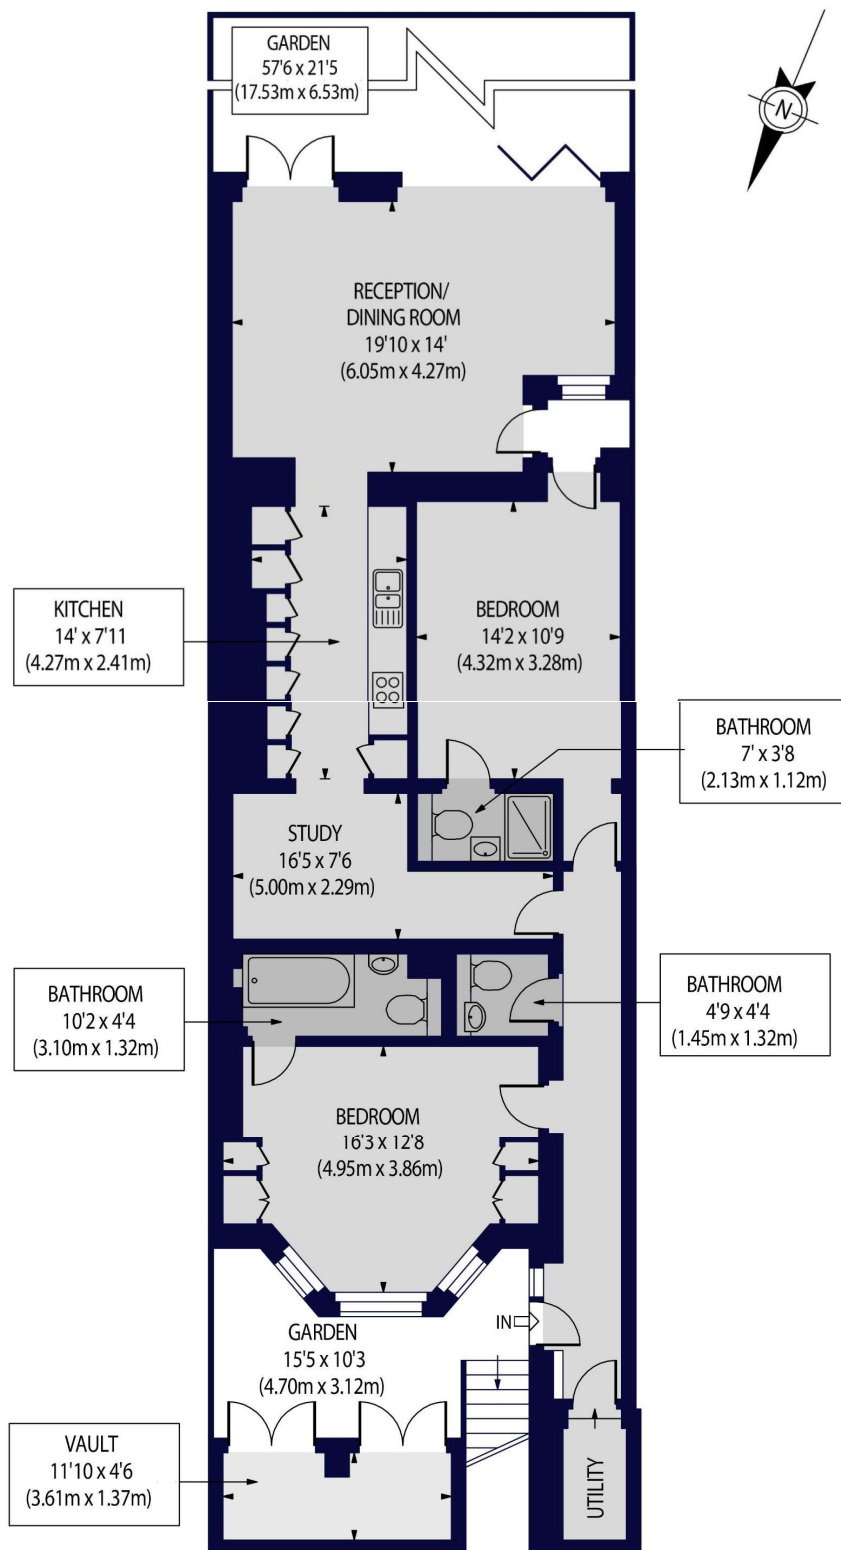 GARDEN
57'6 x 21'5
(17.53m x 6.53m)
N
RECEPTION/
DINING ROOM
19'10 x 14'
(6.05m x 4.27m)
KITCHEN
14' x 7'11
(4.27m x 2.41m)
BEDROOM
14'2 x 10'9
(4.32m x 3.28m)
BATHROOM
7' x 3'8
(2.13m x 1.12m)
STUDY
16'5 x 7'6
(5.00m x 2.29m)
BATHROOM
10'2 x 4'4
(3.10m x 1.32m)
BATHROOM
4'9 x 4'4
(1.45m x 1.32m)
BEDROOM
16'3 x 12'8
(4.95m x 3.86m)
IN
GARDEN
15'5 x 10'3
(4.70m x 3.12m)
VAULT
11'10 x 4'6
(3.61m x 1.37m)
UTILITY